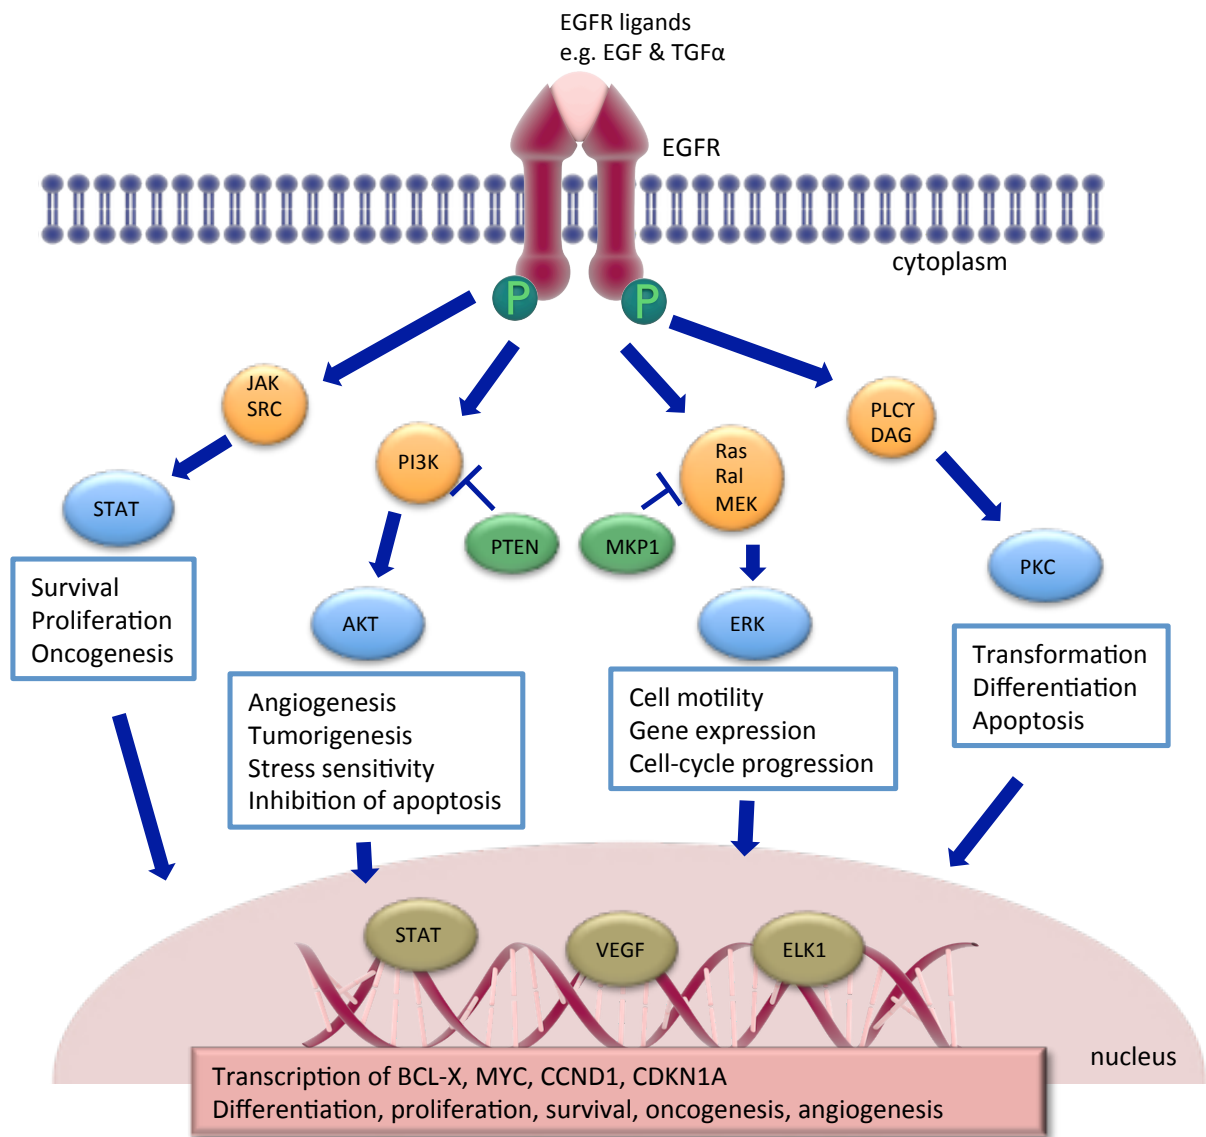 EGFR ligands
e.g. EGF & TGFα
EGFR
cytoplasm
P
P
JAK
SRC
PLCϒ
DAG
PI3K
Ras
Ral
MEK
STAT
PTEN
MKP1
PKC
Survival
Proliferation
Oncogenesis
AKT
ERK
Transformation
Differentiation
Apoptosis
Angiogenesis
Tumorigenesis
Stress sensitivity
Inhibition of apoptosis
Cell motility
Gene expression
Cell-cycle progression
STAT
VEGF
ELK1
nucleus
Transcription of BCL-X, MYC, CCND1, CDKN1A
Differentiation, proliferation, survival, oncogenesis, angiogenesis